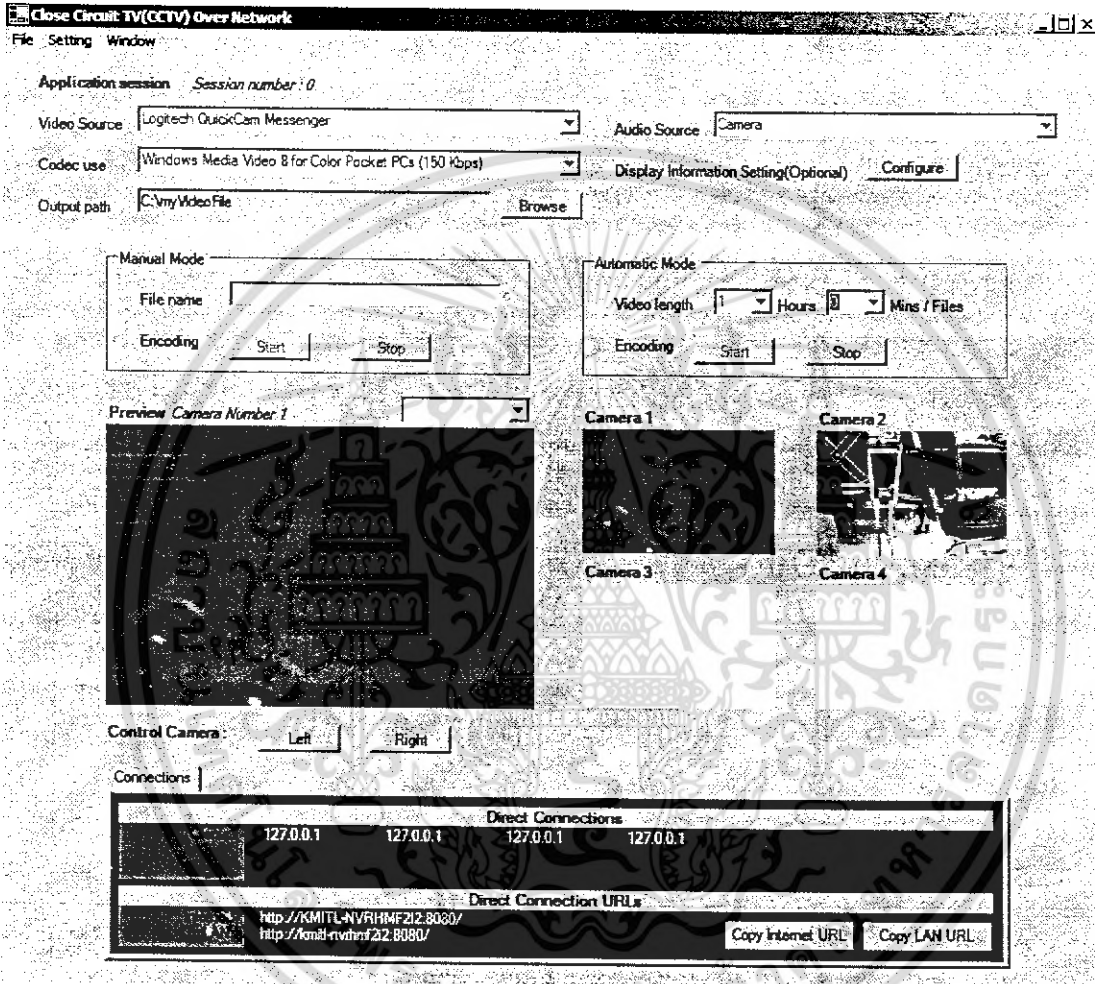 Close Circuit TV(CCTV) Over Network
File Setting Window
Application session Session number : 0
Video Source Logitech QuickCam Messenger
Audio Source Camera
Codec use Windows Media Video 8 for Color Pocket PCs (150 Kbps)
Display Information Setting(Optional) Configure
Output path C:\myVideoFile Browse
Manual Mode
File name
Encoding Start Stop
Automatic Mode
Video length 1 Hours 0 Mins / Files
Encoding Start Stop
Preview Camera Number 1
Camera 1 Camera 2
Camera 3 Camera 4
Control Camera : Left Right
Connections
Direct Connections
127.0.0.1 127.0.0.1 127.0.0.1 127.0.0.1
Direct Connection URLs
http://KMITL-NVRHMF2I2:8080/
http://kmitl-nvrhmf2i2:8080/
Copy Internet URL Copy LAN URL